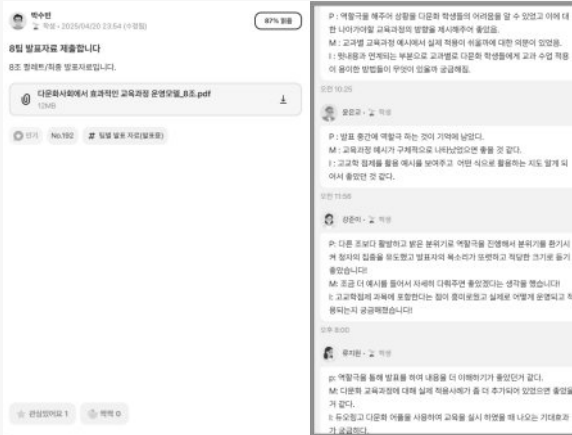 백수빈
학생 · 2025/04/20 23:54 (수정됨)
87% 읽음
8팀 발표자료 제출합니다
8조 팜플렛/최종 발표자료입니다.
다문화사회에서 효과적인 교육과정 운영모델_8조.pdf
12MB
인기
No.192
# 팀별 발표 자료(발표용)
관심있어요 1
짝짝 0
P : 역할극을 해주어 상황을 다문화 학생들의 어려움을 알 수 있었고 이에 대
한 나아가야할 교육과정의 방향을 제시해주어 좋았음.
M : 교과별 교육과정 예시에서 실제 적용이 쉬울까에 대한 의문이 있었음.
I : 뒷내용과 연계되는 부분으로 교과별로 다문화 학생들에게 교과 수업 적용
이 용이한 방법들이 무엇이 있을까 궁금해짐.
오전 10:25
학생
P : 발표 중간에 역할극 하는 것이 기억에 남았다.
M : 교육과정 예시가 구체적으로 나타났었으면 좋을 것 같다.
I : 고교학 점제를 활용 예시를 보여주고 어떤 식으로 활용하는 지도 알게 되
어서 좋았던 것 같다.
오전 11:56
강준이 · 학생
P: 다른 조보다 활발하고 밝은 분위기로 역할극을 진행해서 분위기를 환기시
켜 청자의 집중을 유도했고 발표자의 목소리가 또렷하고 적당한 크기로 듣기
좋았습니다!
M: 조금 더 예시를 들어서 자세히 다뤄주면 좋았겠다는 생각을 했습니다!
I: 고교학점제 과목에 포함한다는 점이 흥미로웠고 실제로 어떻게 운영되고 적
용되는지 궁금해졌습니다!
오후 8:00
류지원 · 학생
p: 역할극을 통해 발표를 하여 내용을 더 이해하기가 좋았던거 같다.
M: 다문화 교육과정에 대해 실제 적용사례가 좀 더 추가되어 있었으면 좋았을
거 같다.
I: 듀오링고 다문화 어플을 사용하여 교육을 실시 하였을 때 나오는 기대효과
가 궁금하다.